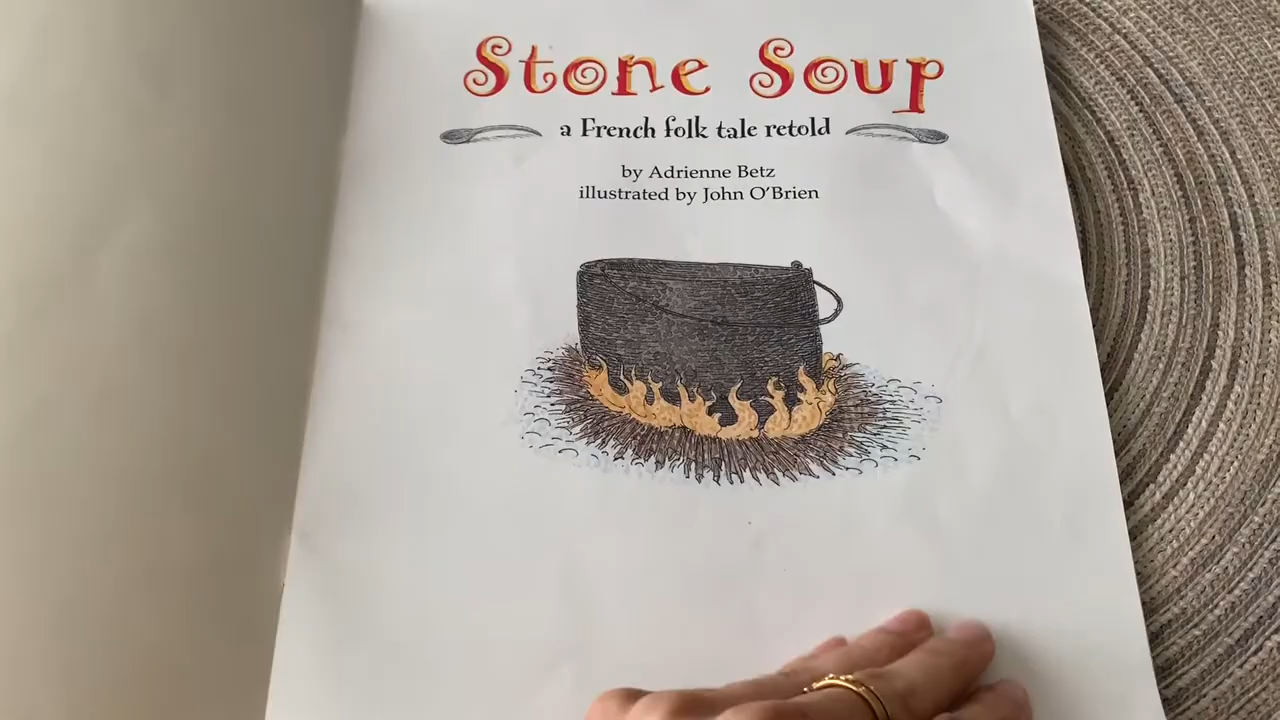 Stone Soup
a French folk tale retold
by Adrienne Betz
illustrated by John O'Brien